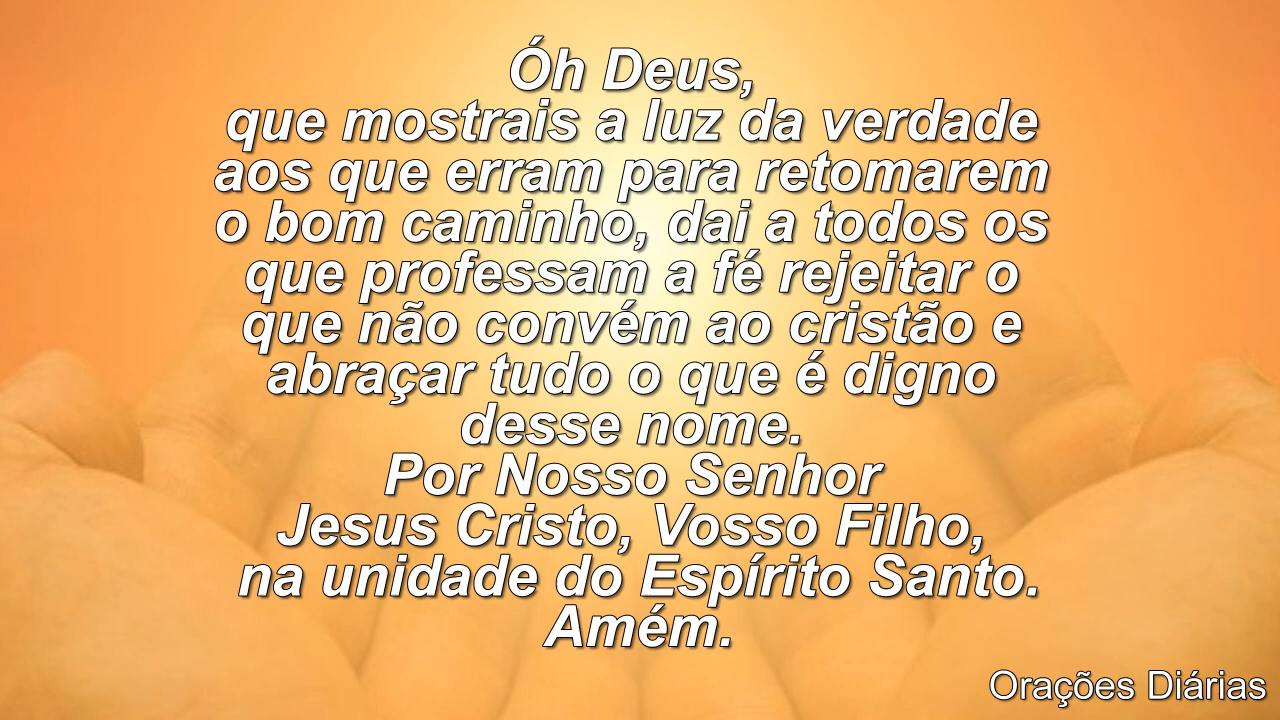 Óh Deus,
que mostrais a luz da verdade
aos que erram para retomarem
o bom caminho, dai a todos os
que professam a fé rejeitar o
que não convém ao cristão e
abraçar tudo o que é digno
desse nome.
Por Nosso Senhor
Jesus Cristo, Vosso Filho,
na unidade do Espírito Santo.
Amém.
Orações Diárias